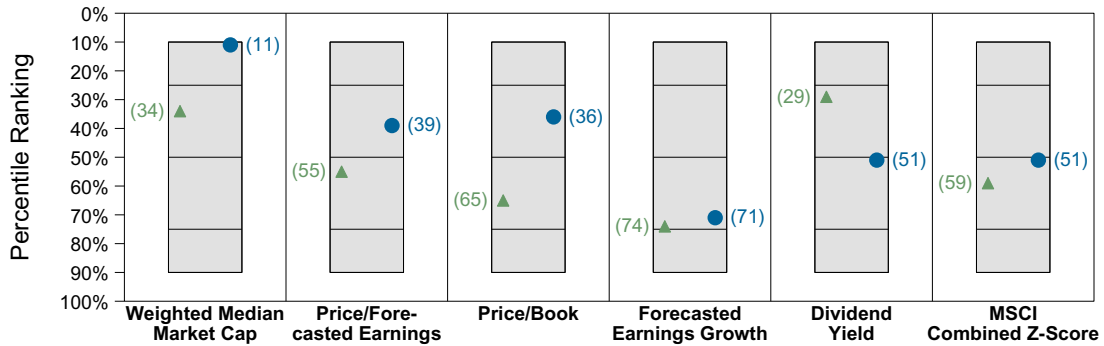 Percentile Ranking
0%
10%
20%
30%
40%
50%
60%
70%
80%
90%
100%
(34)
(11)
(55)
(39)
(65)
(36)
(74)
(71)
(29)
(51)
(59)
(51)
Weighted Median
Market Cap
Price/Fore-
casted Earnings
Price/Book
Forecasted
Earnings Growth
Dividend
Yield
MSCI
Combined Z-Score